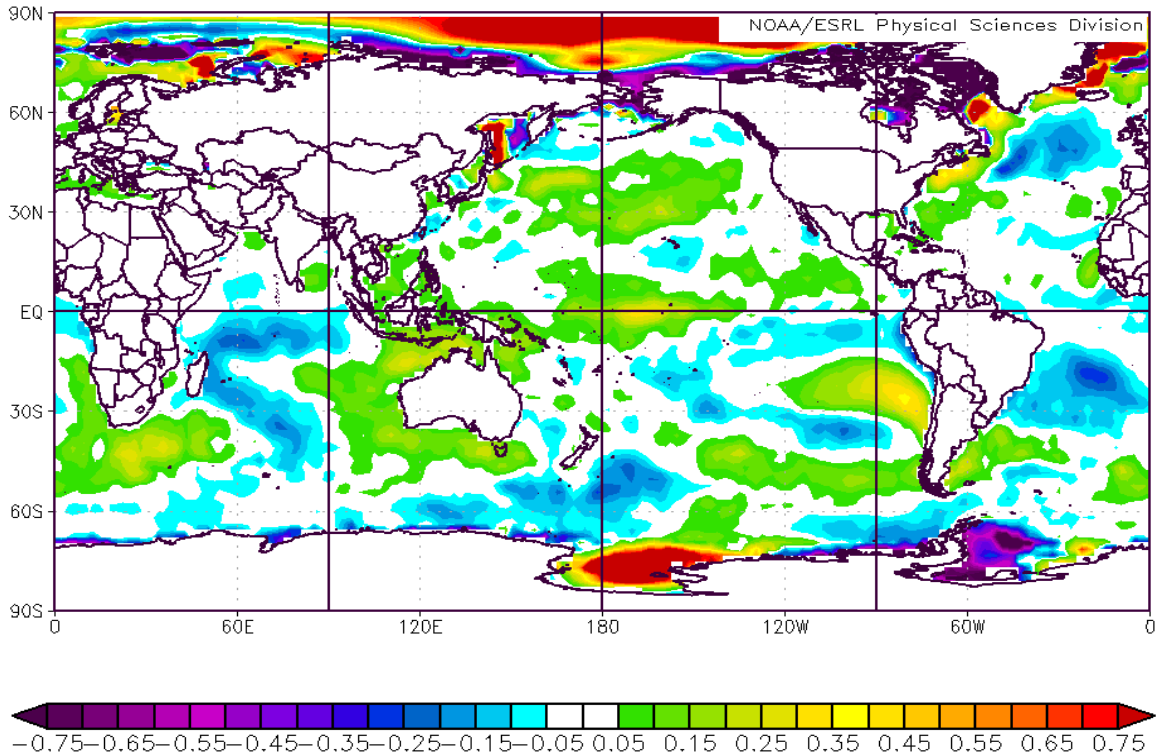 90N
NOAA/ESRL Physical Sciences Division
60N
30N
EQ
30S
60S
90S
0 60E 120E 180 120W 60W 0
-0.75 -0.65 -0.55 -0.45 -0.35 -0.25 -0.15 -0.05 0.05 0.15 0.25 0.35 0.45 0.55 0.65 0.75